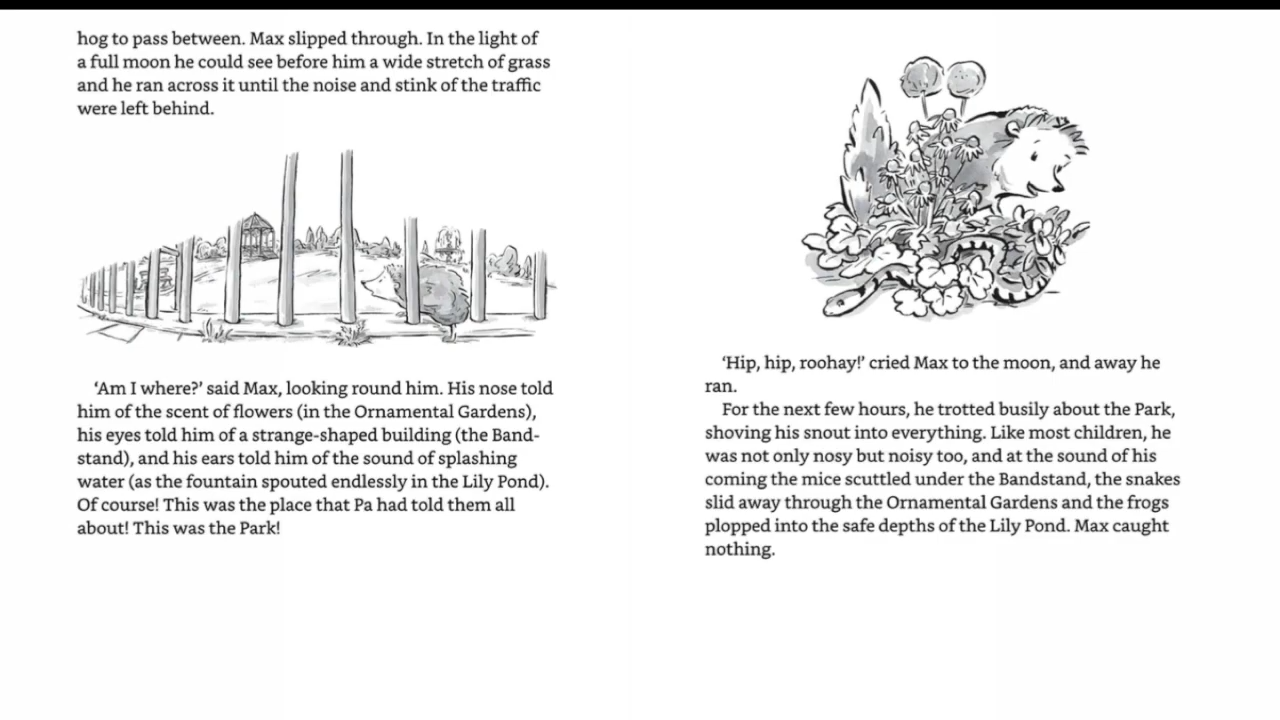 hog to pass between. Max slipped through. In the light of
a full moon he could see before him a wide stretch of grass
and he ran across it until the noise and stink of the traffic
were left behind.
‘Am I where?’ said Max, looking round him. His nose told
him of the scent of flowers (in the Ornamental Gardens),
his eyes told him of a strange-shaped building (the Band-
stand), and his ears told him of the sound of splashing
water (as the fountain spouted endlessly in the Lily Pond).
Of course! This was the place that Pa had told them all
about! This was the Park!
‘Hip, hip, roohay!’ cried Max to the moon, and away he
ran.
For the next few hours, he trotted busily about the Park,
shoving his snout into everything. Like most children, he
was not only nosy but noisy too, and at the sound of his
coming the mice scuttled under the Bandstand, the snakes
slid away through the Ornamental Gardens and the frogs
plopped into the safe depths of the Lily Pond. Max caught
nothing.